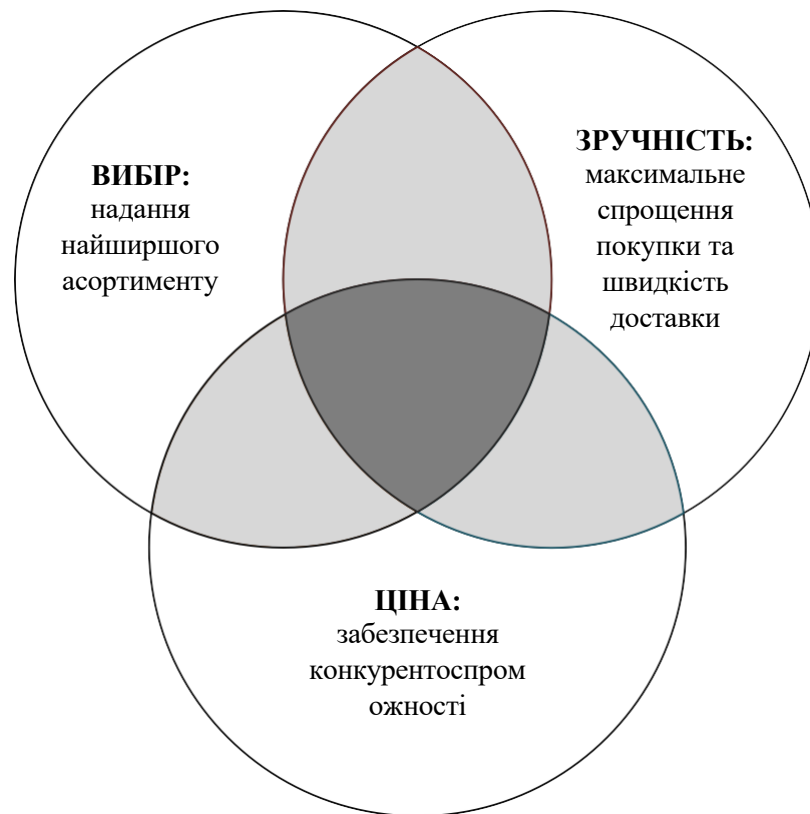 ВИБІР:
надання
найширшого
асортименту
ЗРУЧНІСТЬ:
максимальне
спрощення
покупки та
швидкість
доставки
ЦІНА:
забезпечення
конкурентоспром
ожності